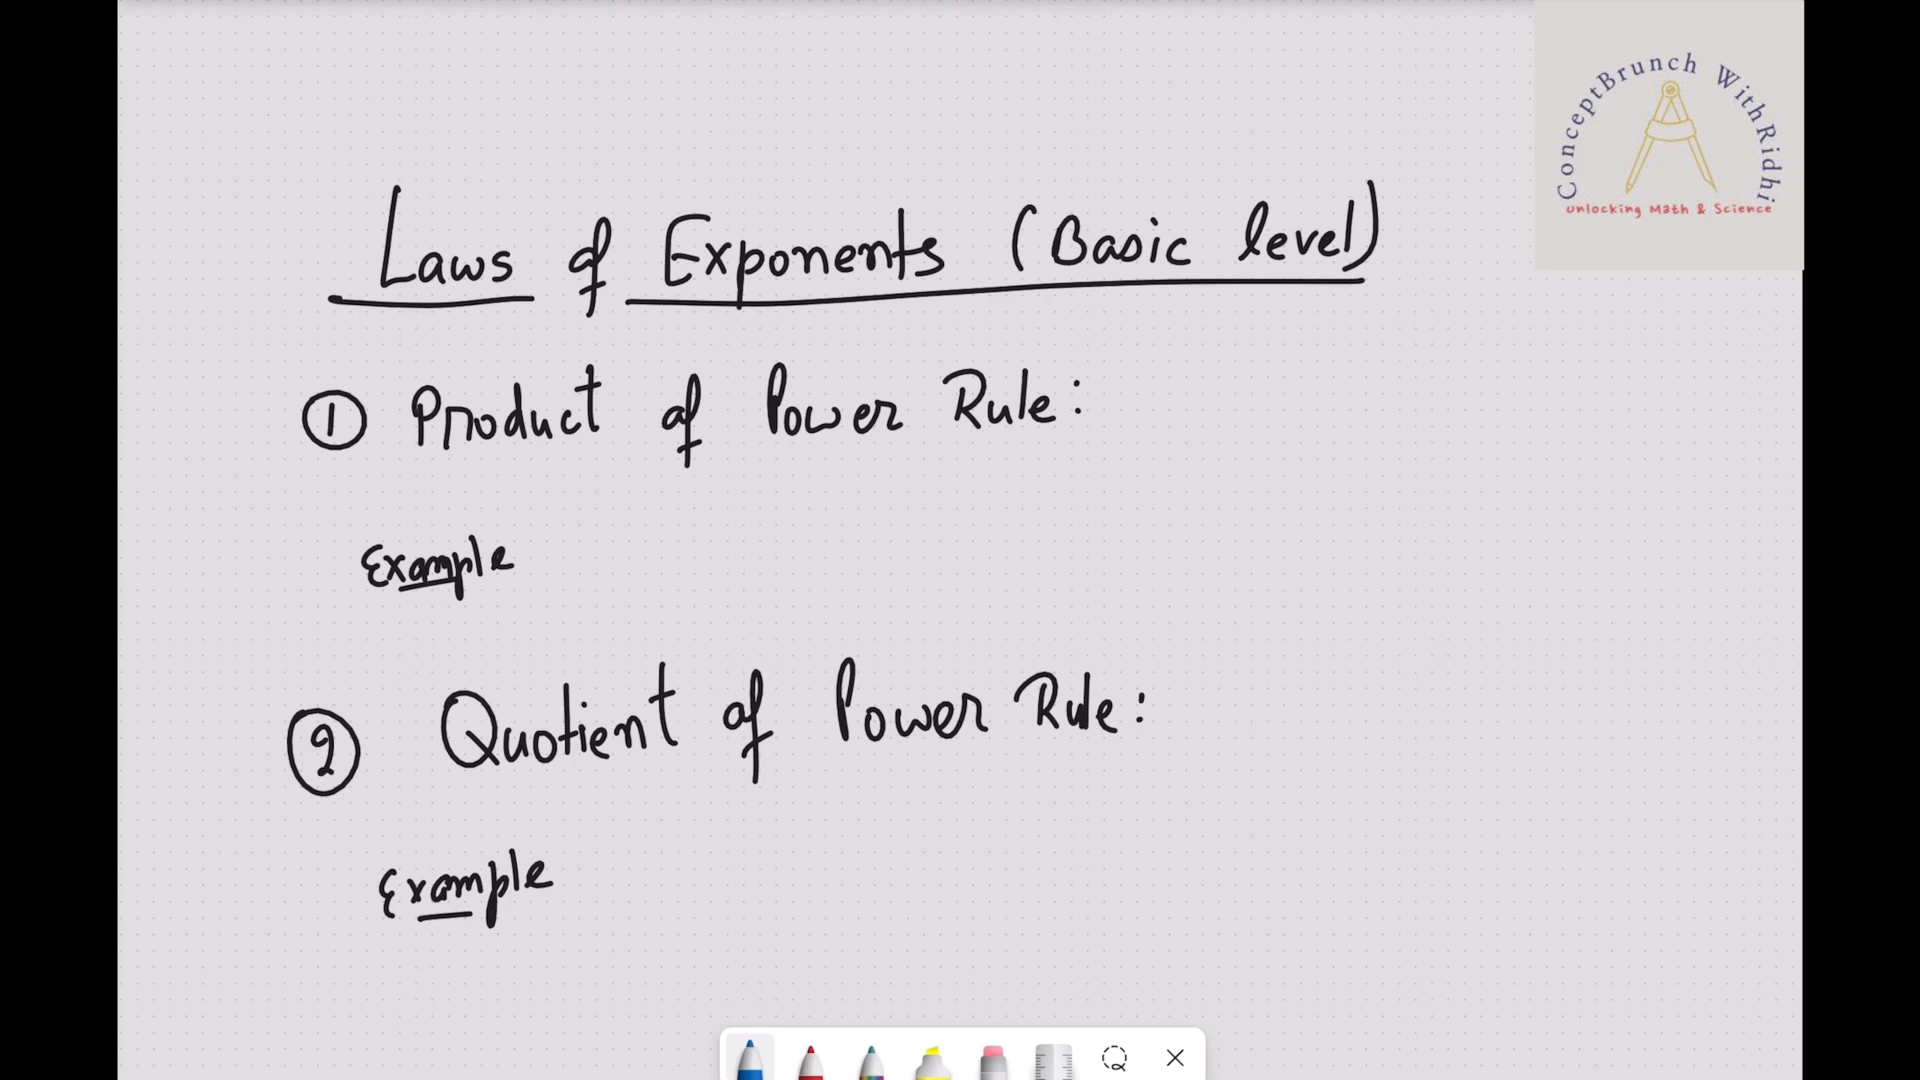 ConceptBrunch WithRidhi
Unlocking Math & Science
Laws of Exponents (Basic level)
① Product of Power Rule:
Example
② Quotient of Power Rule:
Example